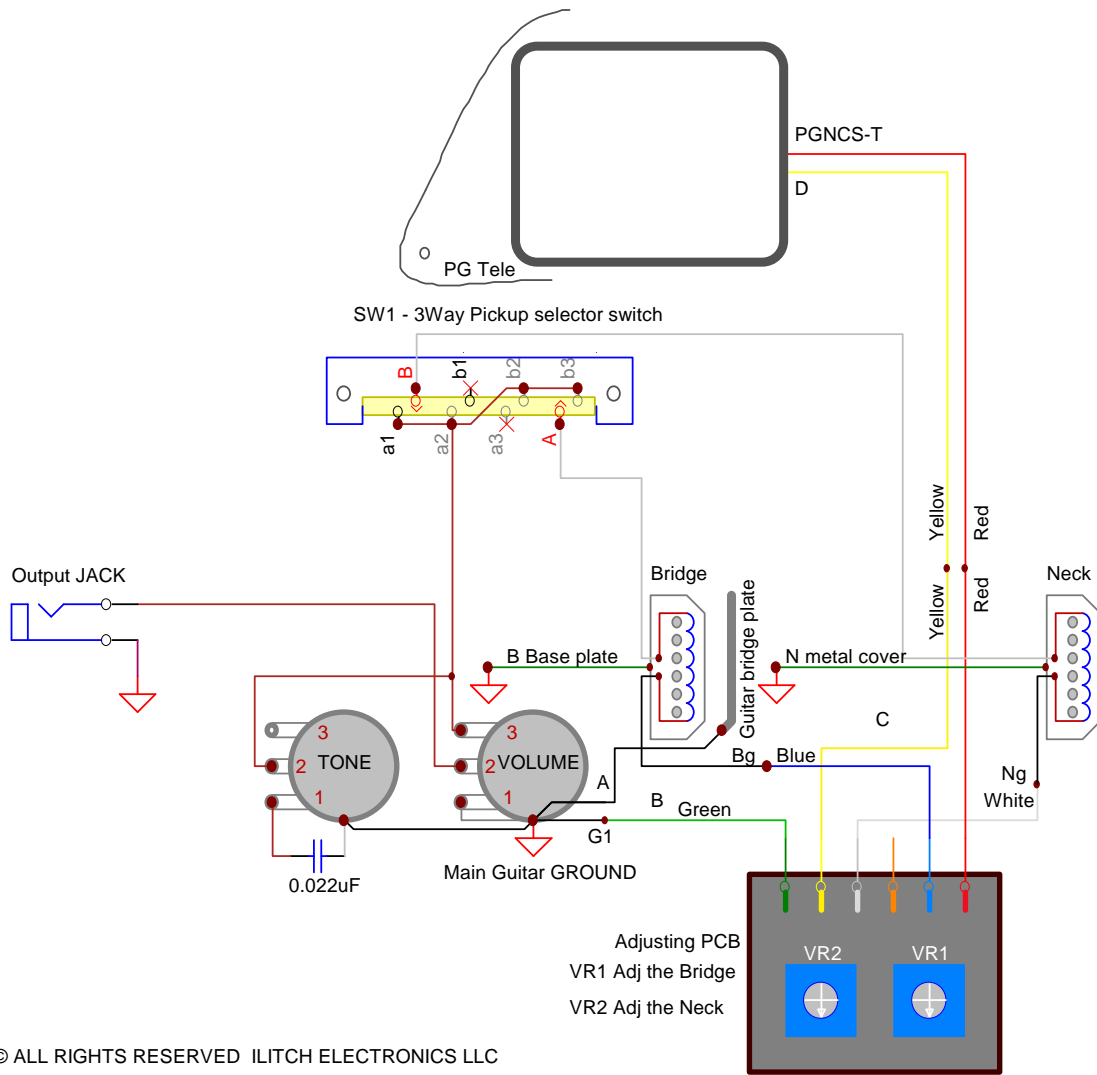 PGNCS-T
D
PG Tele
SW1 - 3Way Pickup selector switch
B
b1
b2
b3
a1
a2
a3
A
Yellow
Red
Output JACK
Bridge
Neck
Yellow
Red
Guitar bridge plate
B Base plate
N metal cover
C
3
2
1
TONE
3
2
1
VOLUME
A
Bg
Blue
Ng
White
B
Green
G1
0.022uF
Main Guitar GROUND
Adjusting PCB
VR2
VR1
VR1 Adj the Bridge
VR2 Adj the Neck
© ALL RIGHTS RESERVED ILITCH ELECTRONICS LLC